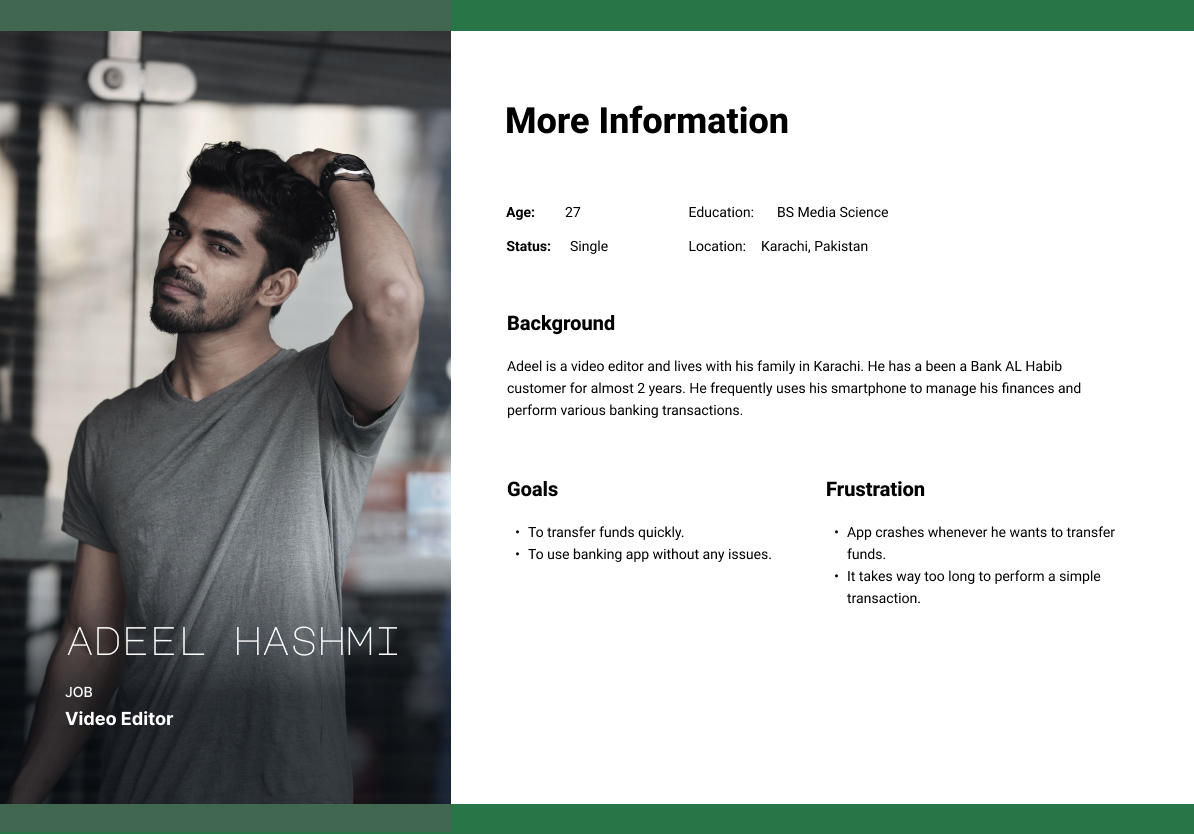 ADEEL HASHMI
JOB
Video Editor
More Information
Age: 27 Education: BS Media Science
Status: Single Location: Karachi, Pakistan
Background
Adeel is a video editor and lives with his family in Karachi. He has a been a Bank AL Habib
customer for almost 2 years. He frequently uses his smartphone to manage his finances and
perform various banking transactions.
Goals
• To transfer funds quickly.
• To use banking app without any issues.
Frustration
• App crashes whenever he wants to transfer
funds.
• It takes way too long to perform a simple
transaction.